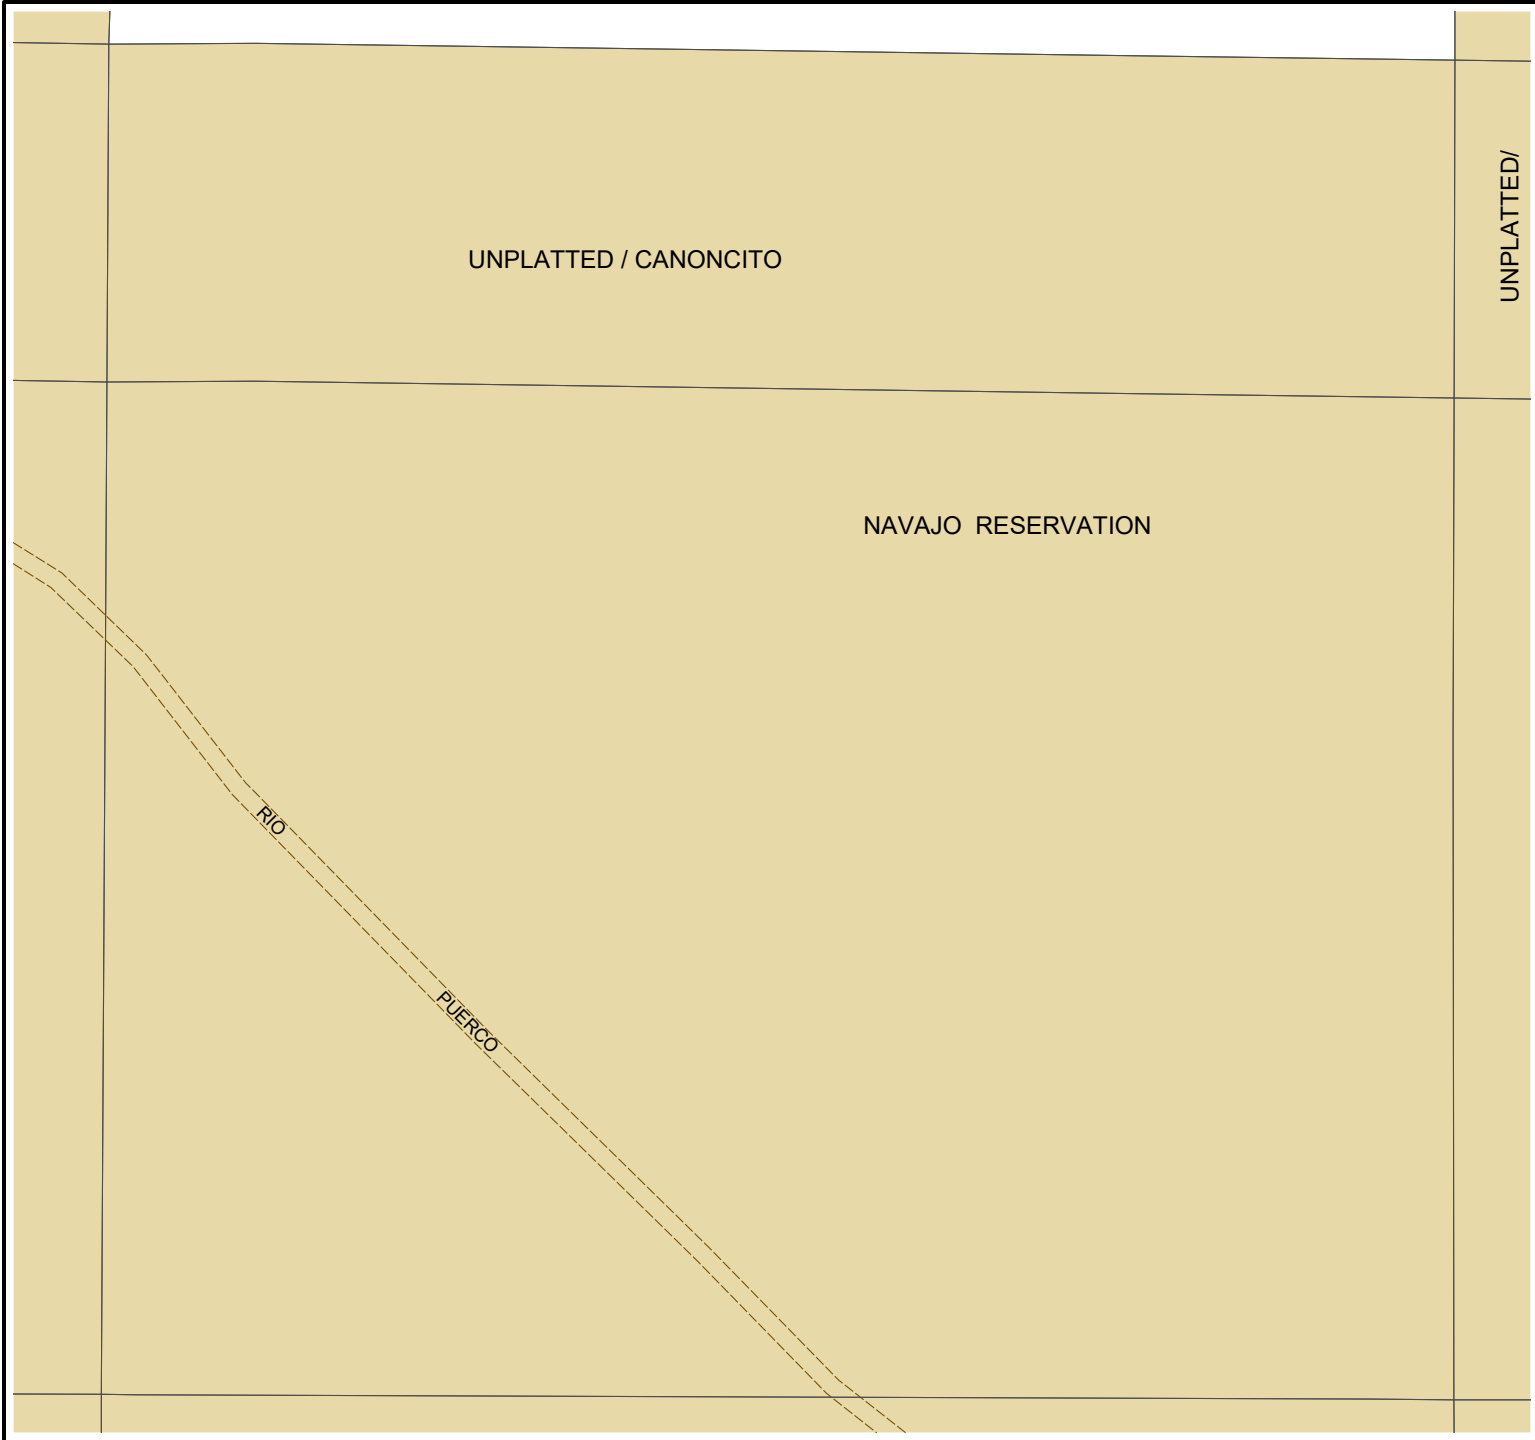 UNPLATTED/
UNPLATTED / CANONCITO
NAVAJO  RESERVATION
RIO
PUERCO